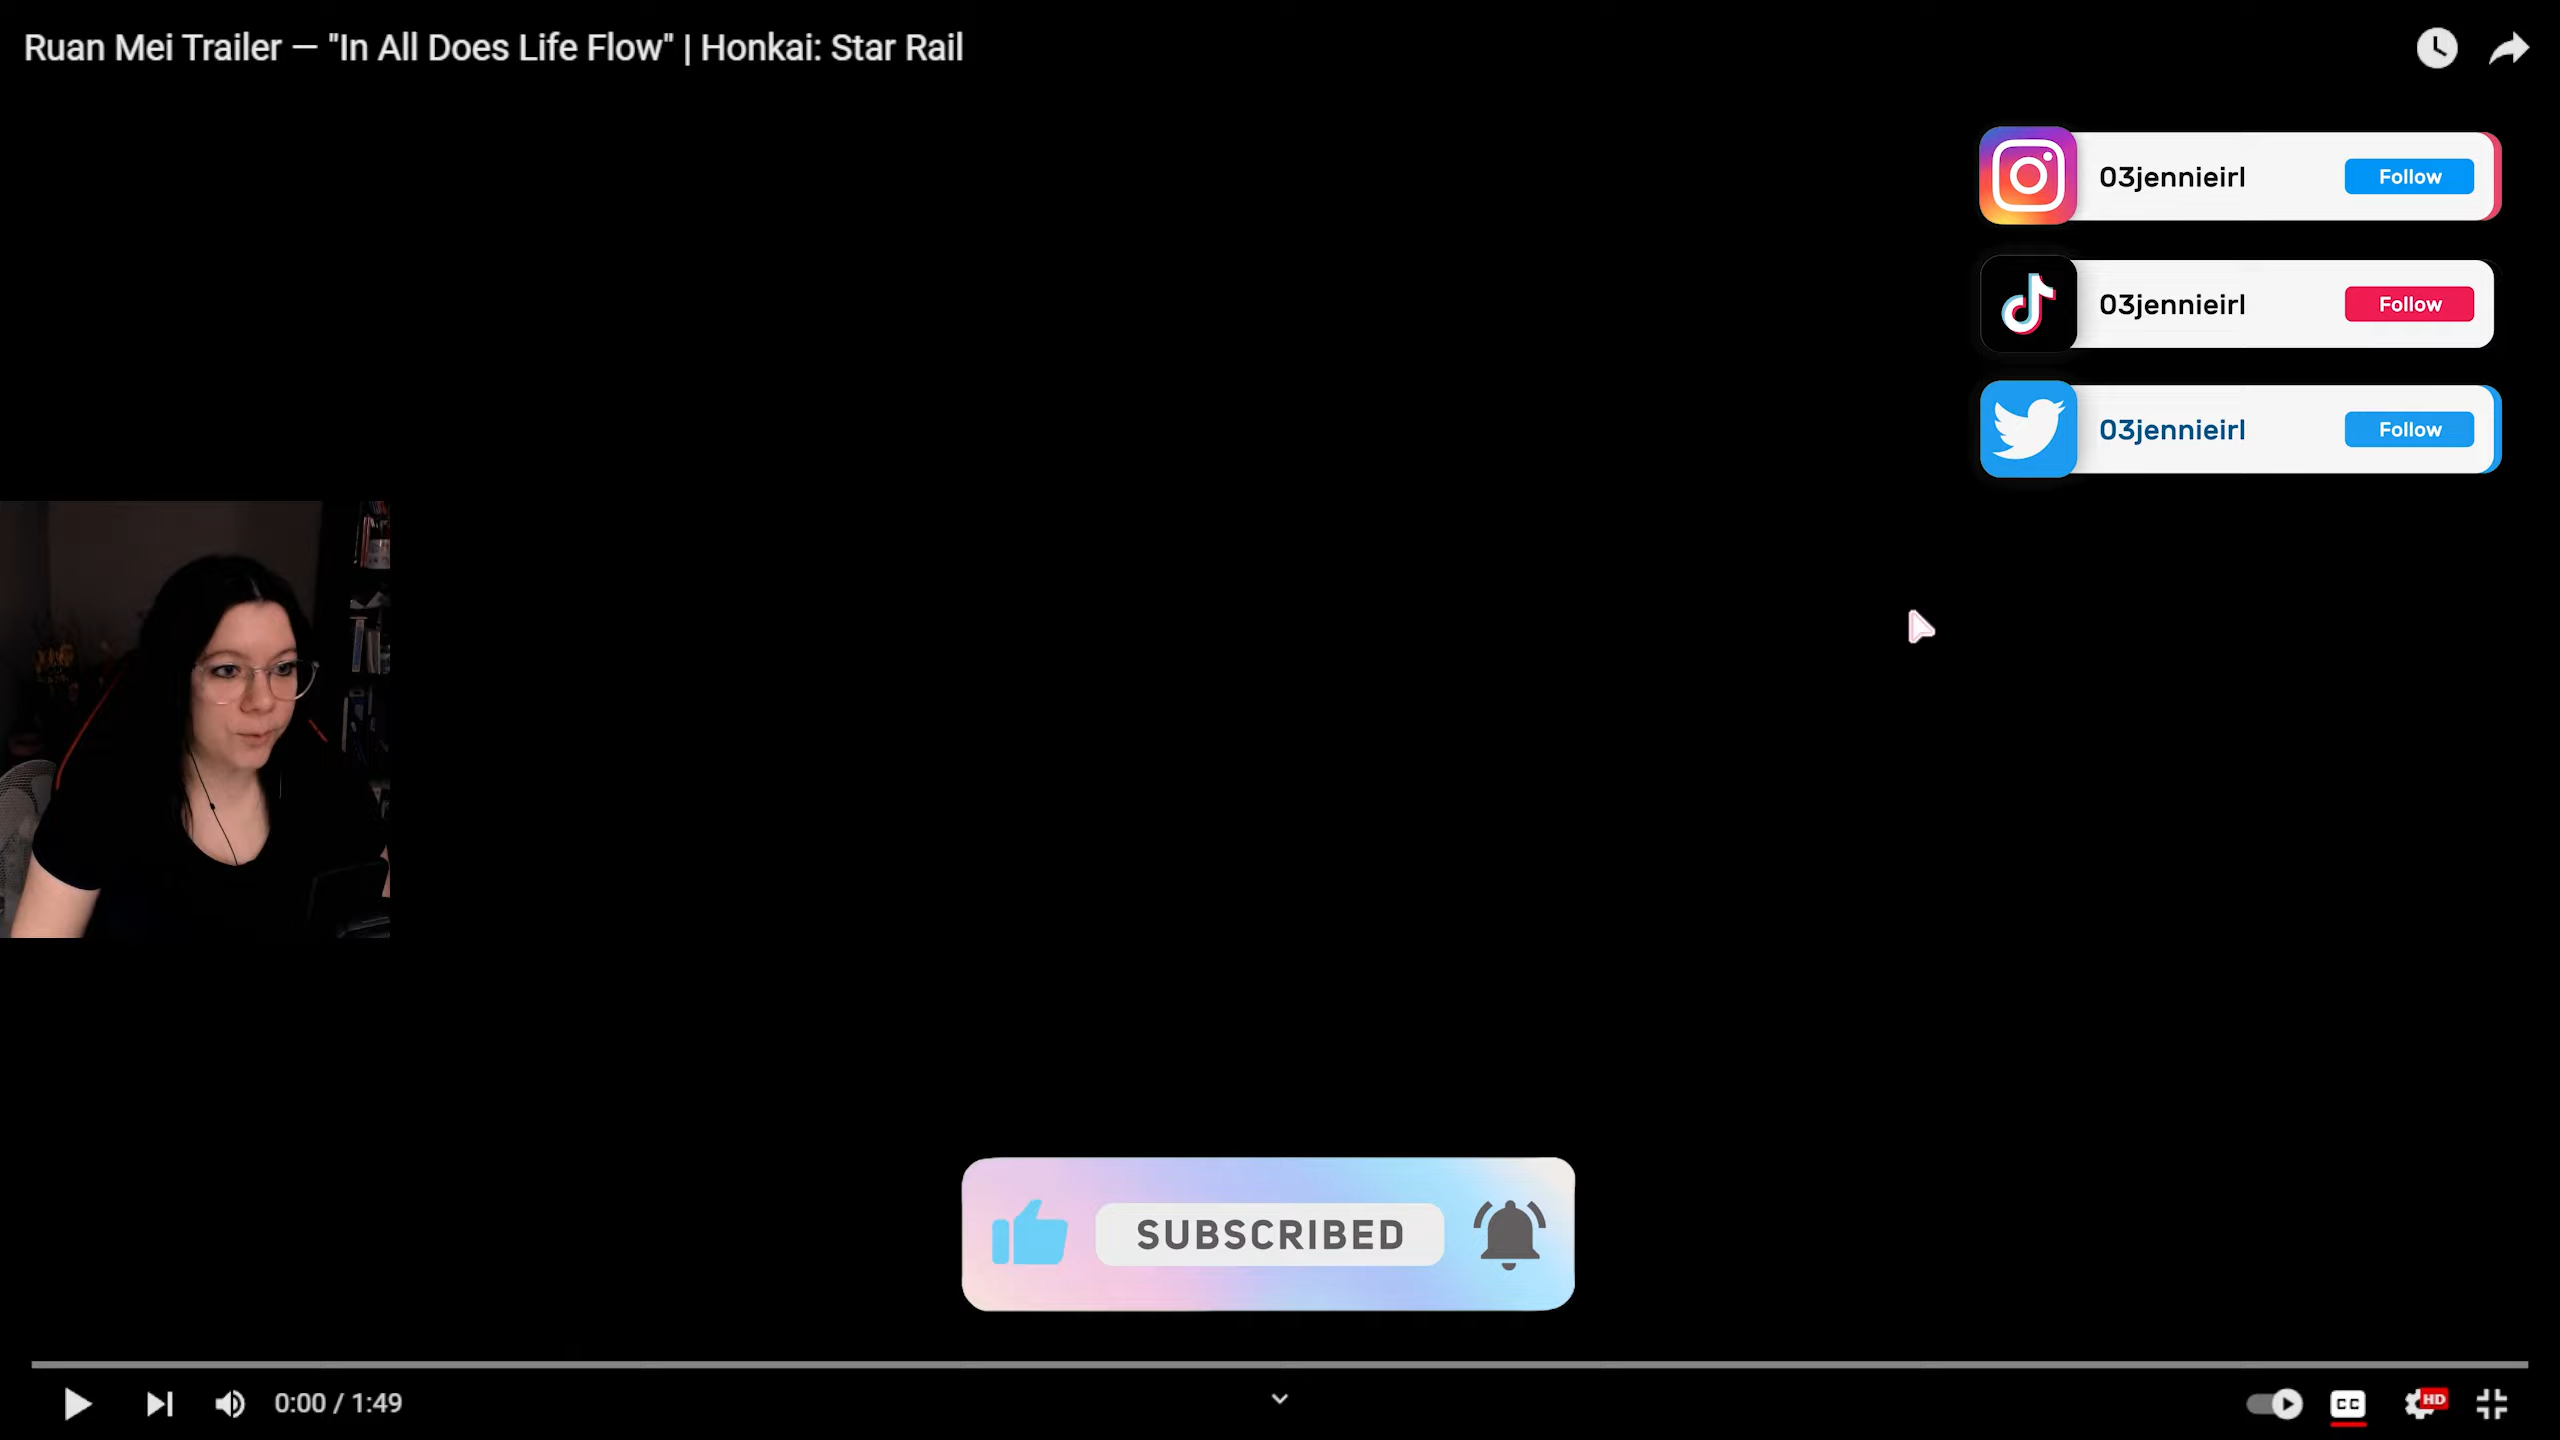 Ruan Mei Trailer — "In All Does Life Flow" | Honkai: Star Rail
03jennieirl Follow
03jennieirl Follow
03jennieirl Follow
SUBSCRIBED
0:00 / 1:49
CC
HD